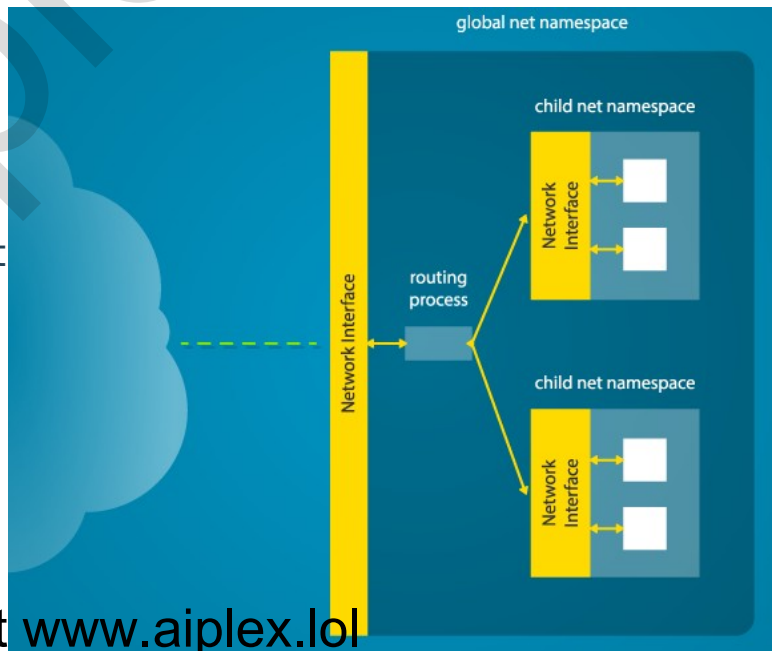 global net namespace
child net namespace
Network
Interface
routing
process
Network Interface
child net namespace
Network
Interface
www.aiplex.lol